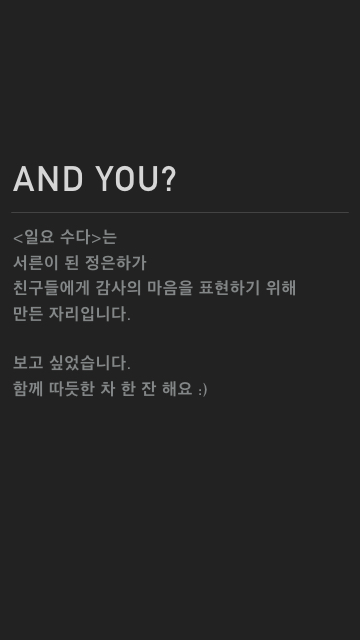 AND YOU?
<일요 수다>는
서른이 된 정은하가
친구들에게 감사의 마음을 표현하기 위해
만든 자리입니다.
보고 싶었습니다.
함께 따듯한 차 한 잔 해요 :)